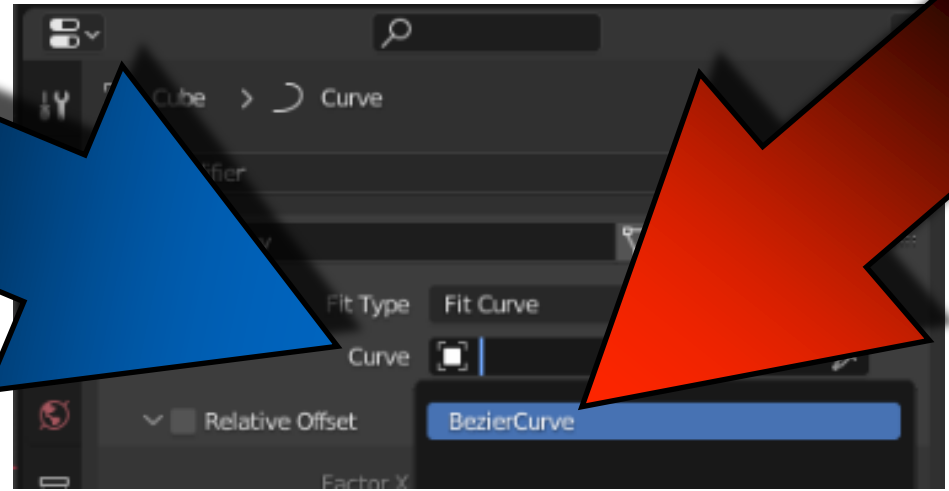 Cube > Curve
Fit Type Fit Curve
Curve
Relative Offset BezierCurve
Factor X